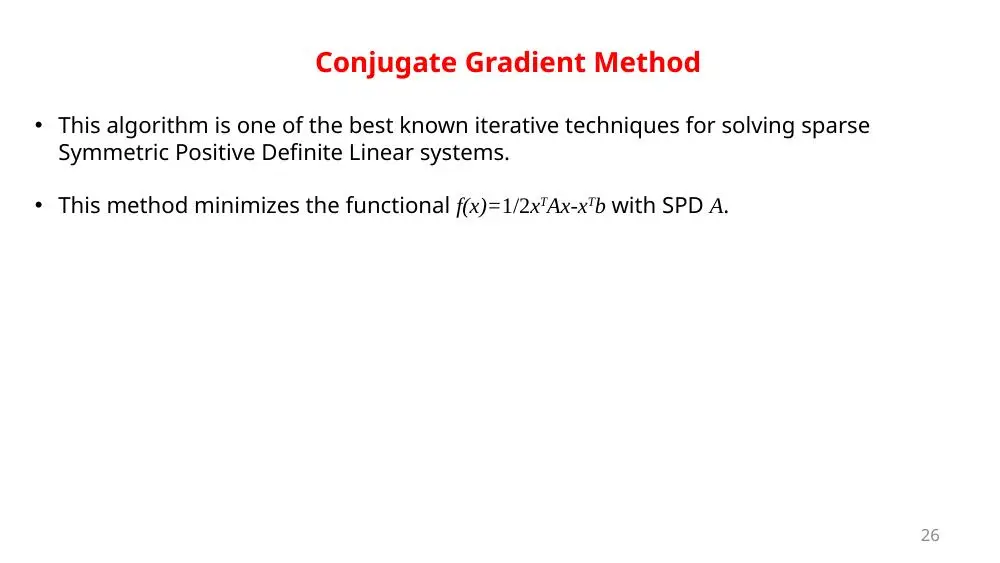 Conjugate Gradient Method
• This algorithm is one of the best known iterative techniques for solving sparse
Symmetric Positive Definite Linear systems.
• This method minimizes the functional f(x)=1/2xᵀAx-xᵀb with SPD A.
26